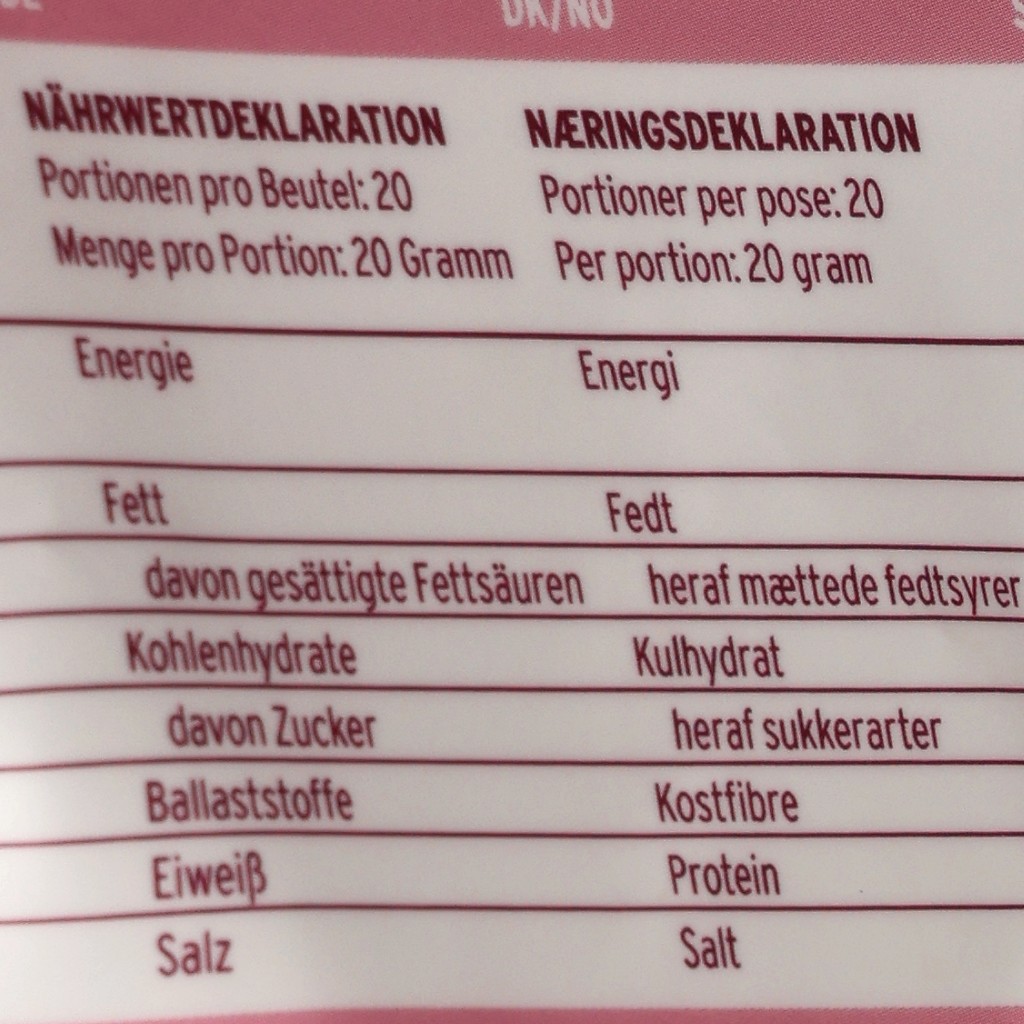 DK/NO
NÄHRWERTDEKLARATION NÆRINGSDEKLARATION
Portionen pro Beutel: 20 Portioner per pose: 20
Menge pro Portion: 20 Gramm Per portion: 20 gram
Energie Energi
Fett Fedt
davon gesättigte Fettsäuren heraf mættede fedtsyrer
Kohlenhydrate Kulhydrat
davon Zucker heraf sukkerarter
Ballaststoffe Kostfibre
Eiweiß Protein
Salz Salt